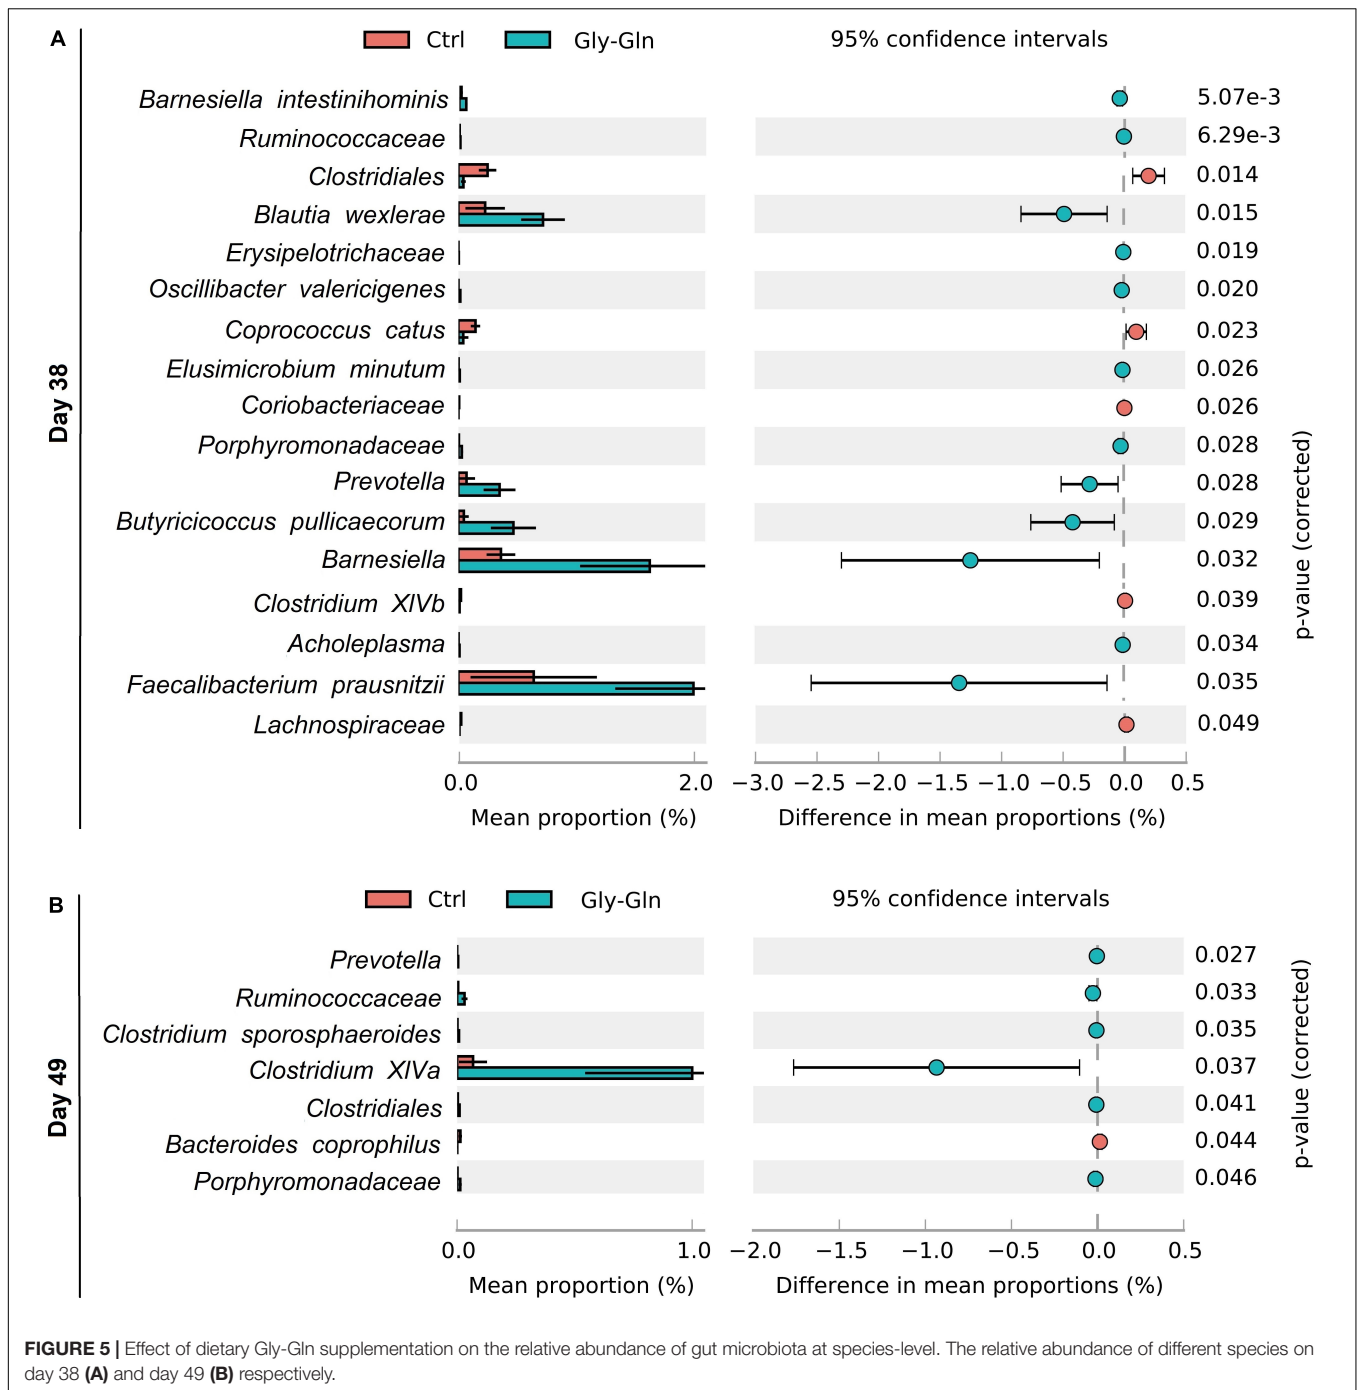 A
Ctrl Gly-Gln 95% confidence intervals
Barnesiella intestinihominis 5.07e-3
Ruminococcaceae 6.29e-3
Clostridiales 0.014
Blautia wexlerae 0.015
Erysipelotrichaceae 0.019
Oscillibacter valericigenes 0.020
Coprococcus catus 0.023
Elusimicrobium minutum 0.026
Coriobacteriaceae 0.026
Porphyromonadaceae 0.028
Prevotella 0.028
Butyricicoccus pullicaecorum 0.029
Barnesiella 0.032
Clostridium XlVb 0.039
Acholeplasma 0.034
Faecalibacterium prausnitzii 0.035
Lachnospiraceae 0.049
Day 38
p-value (corrected)
0.0 2.0 −3.0 −2.5 −2.0 −1.5 −1.0 −0.5 0.0 0.5
Mean proportion (%) Difference in mean proportions (%)
B
Ctrl Gly-Gln 95% confidence intervals
Prevotella 0.027
Ruminococcaceae 0.033
Clostridium sporosphaeroides 0.035
Clostridium XlVa 0.037
Clostridiales 0.041
Bacteroides coprophilus 0.044
Porphyromonadaceae 0.046
Day 49
p-value (corrected)
0.0 1.0 −2.0 −1.5 −1.0 −0.5 0.0 0.5
Mean proportion (%) Difference in mean proportions (%)
FIGURE 5 | Effect of dietary Gly-Gln supplementation on the relative abundance of gut microbiota at species-level. The relative abundance of different species on
day 38 (A) and day 49 (B) respectively.